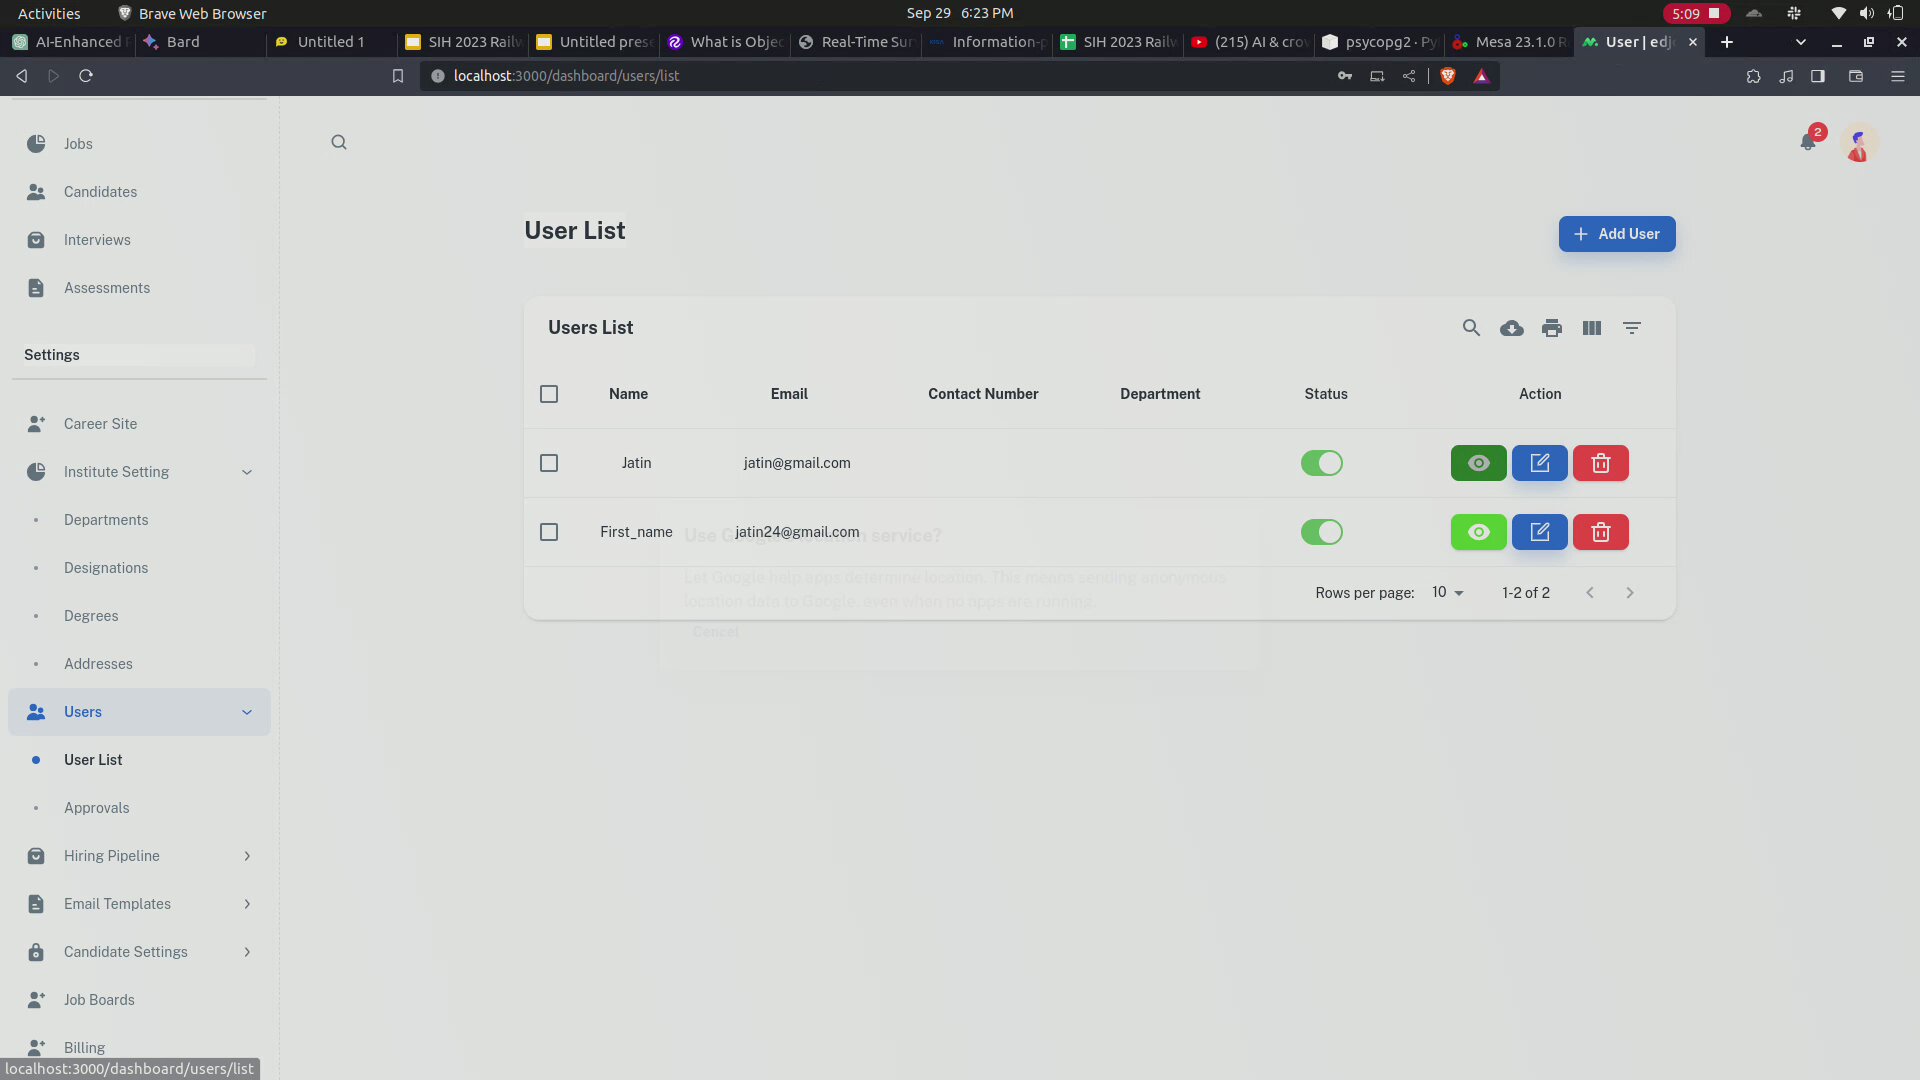 Activities Brave Web Browser Sep 29 6:23 PM 5:09
AI-Enhanced Bard Untitled 1 SIH 2023 Railw Untitled prese What is Objec Real-Time Sur Information-p SIH 2023 Railw (215) AI & crow psycopg2 · Py Mesa 23.1.0 R User | edj
localhost:3000/dashboard/users/list
Jobs
Candidates
Interviews
Assessments
Settings
Career Site
Institute Setting
Departments
Designations
Degrees
Addresses
Users
User List
Approvals
Hiring Pipeline
Email Templates
Candidate Settings
Job Boards
Billing
localhost:3000/dashboard/users/list
2
User List
Add User
Users List
Name Email Contact Number Department Status Action
Jatin jatin@gmail.com
First_name jatin24@gmail.com
Rows per page: 10 1-2 of 2
Use Google location service?
Let Google help apps determine location. This means sending anonymous
location data to Google, even when no apps are running.
Cancel